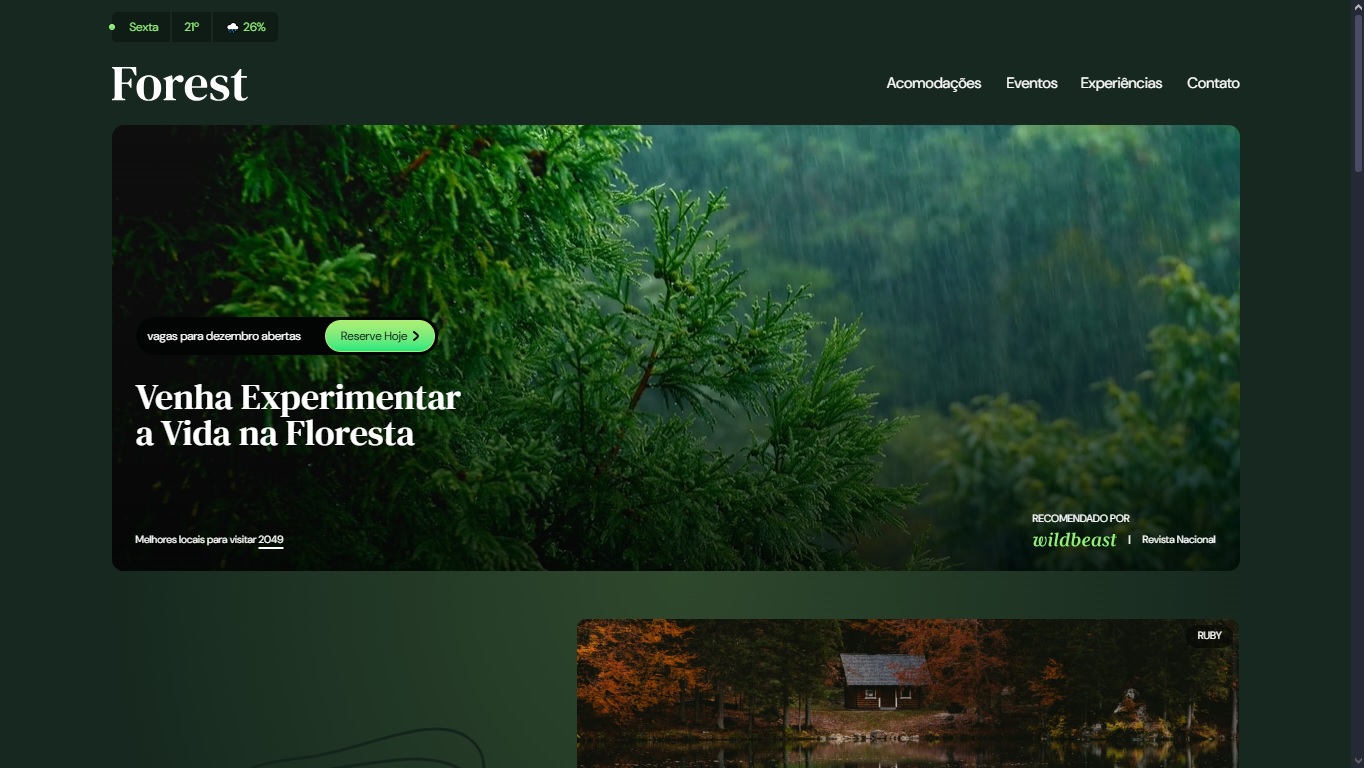 Sexta
21º
26%
Forest
Acomodações
Eventos
Experiências
Contato
vagas para dezembro abertas
Reserve Hoje
Venha Experimentar
a Vida na Floresta
Melhores locais para visitar 2049
RECOMENDADO POR
wildbeast
Revista Nacional
RUBY